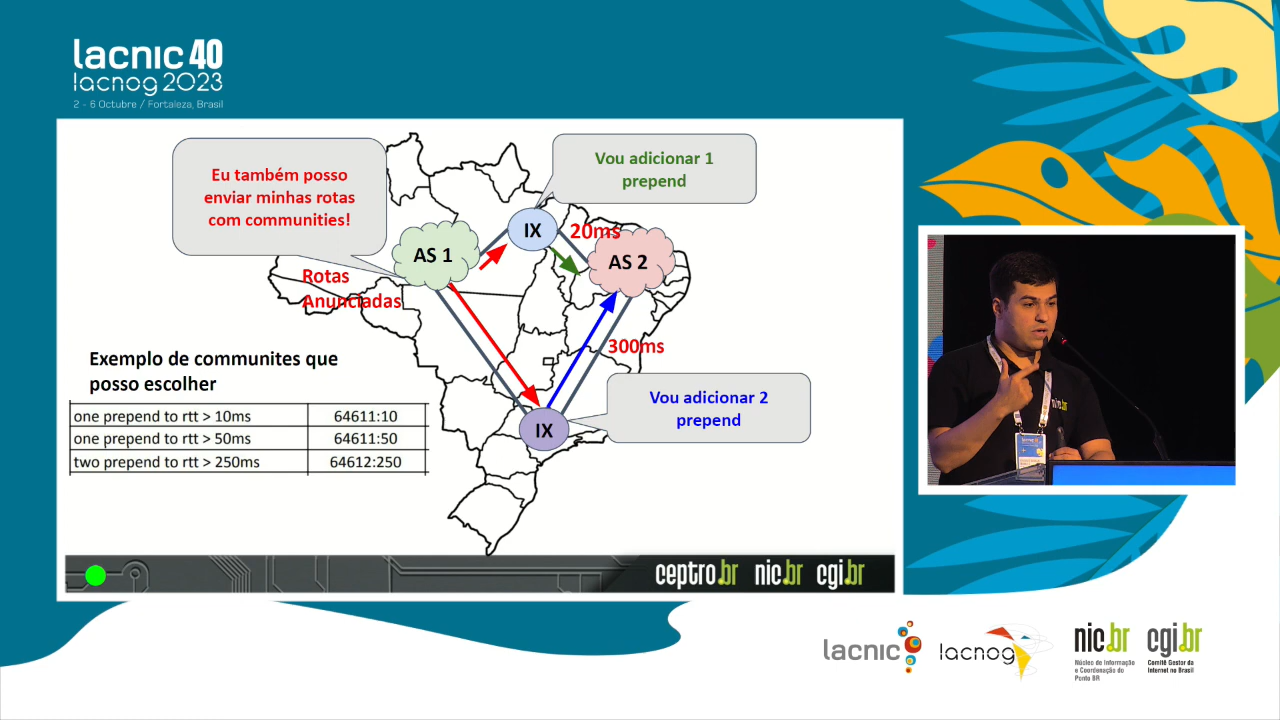 lacnic 40
lacnog 2023
2 - 6 Octubre / Fortaleza, Brasil
Eu também posso
enviar minhas rotas
com communities!
Vou adicionar 1
prepend
IX
20ms
AS 1
AS 2
Rotas
Anunciadas
300ms
Exemplo de communites que
posso escolher
one prepend to rtt > 10ms 64611:10
one prepend to rtt > 50ms 64611:50
two prepend to rtt > 250ms 64612:250
Vou adicionar 2
prepend
IX
ceptro.br nic.br cgi.br
nic.br
lacnic
lacnog
nic.br
Núcleo de Informação
e Coordenação do
Ponto BR
cgi.br
Comitê Gestor da
Internet no Brasil